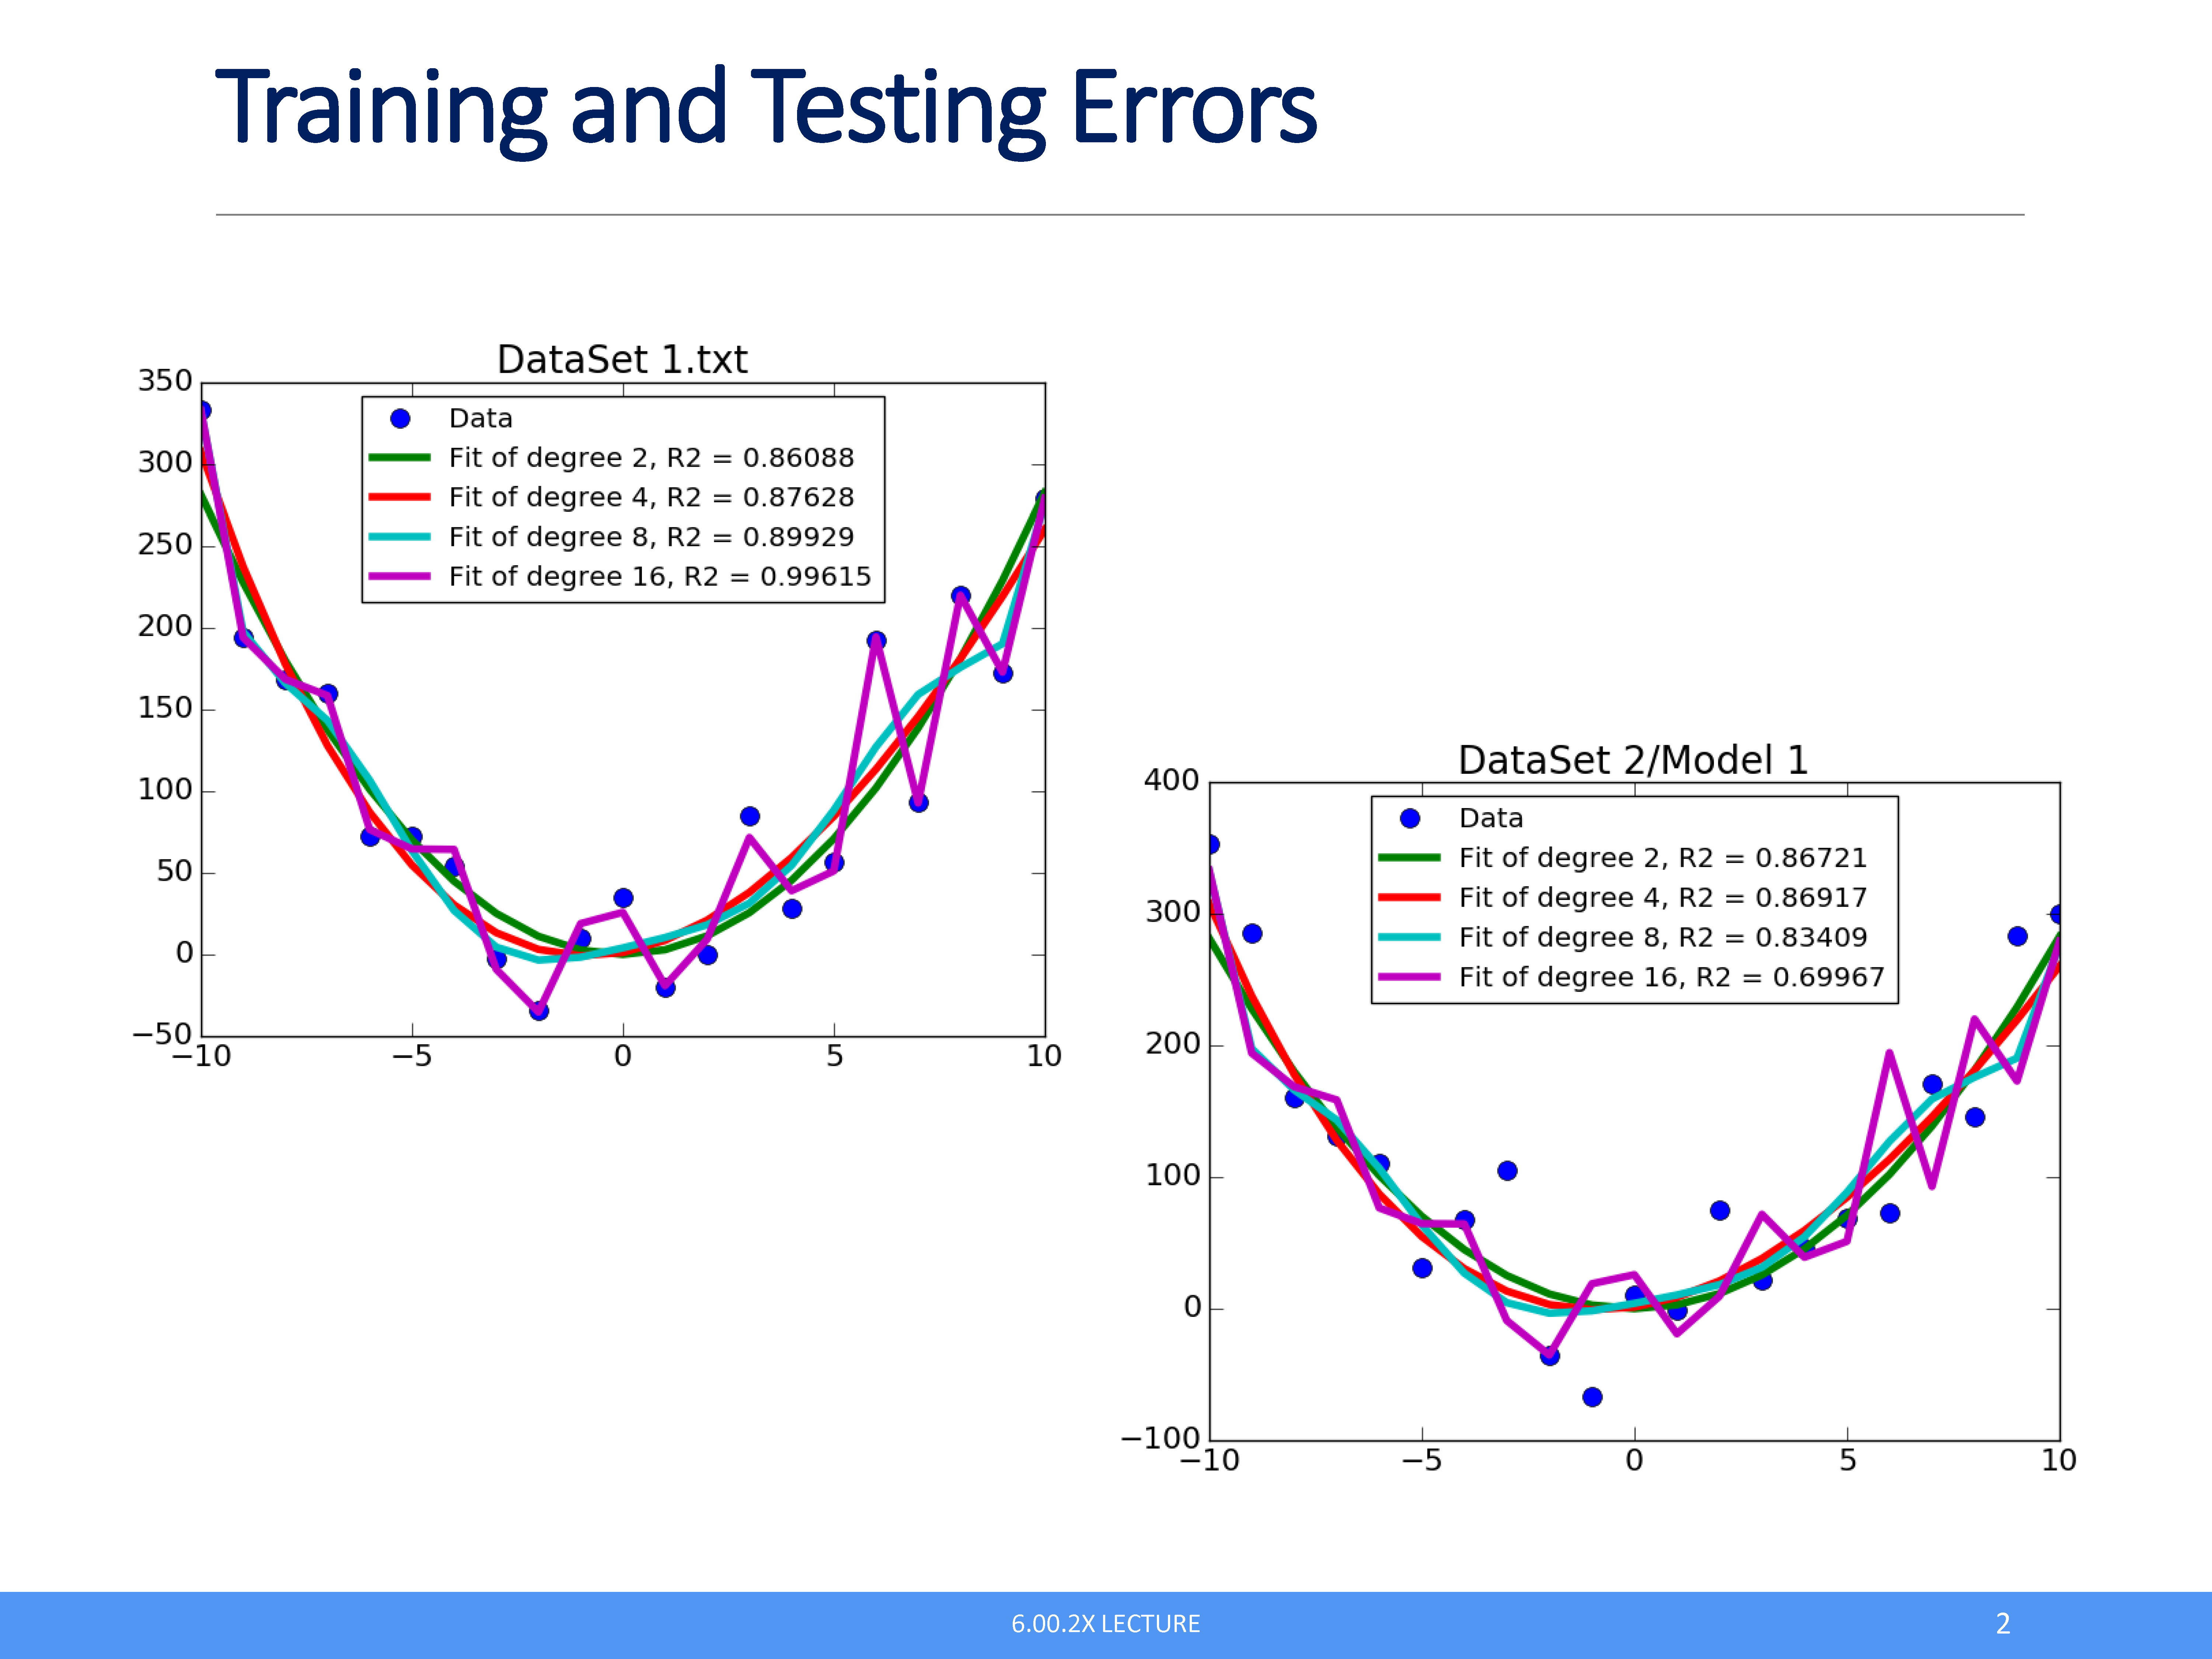 Training and Testing Errors
DataSet 1.txt
350
300
250
200
150
100
50
0
−50
Data
Fit of degree 2, R2 = 0.86088
Fit of degree 4, R2 = 0.87628
Fit of degree 8, R2 = 0.89929
Fit of degree 16, R2 = 0.99615
−10 −5 0 5 10
DataSet 2/Model 1
400
300
200
100
0
−100
Data
Fit of degree 2, R2 = 0.86721
Fit of degree 4, R2 = 0.86917
Fit of degree 8, R2 = 0.83409
Fit of degree 16, R2 = 0.69967
−10 −5 0 5 10
6.00.2X LECTURE
2